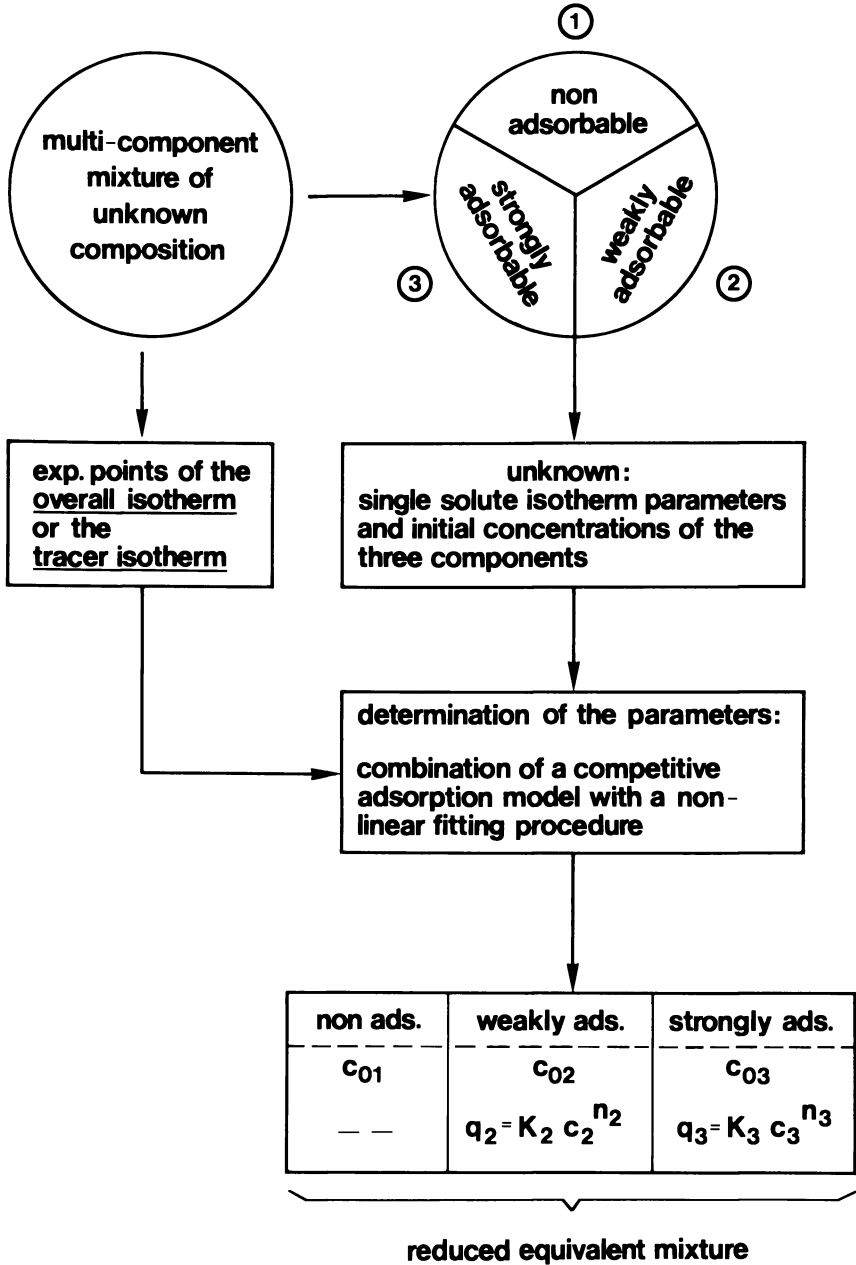 1
multi-component
mixture of
unknown
composition
non
adsorbable
strongly
adsorbable
weakly
adsorbable
3
2
exp. points of the
overall isotherm
or the
tracer isotherm
unknown:
single solute isotherm parameters
and initial concentrations of the
three components
determination of the parameters:
combination of a competitive
adsorption model with a non-
linear fitting procedure
non ads.
weakly ads.
strongly ads.
c₀₁
c₀₂
c₀₃
— —
q₂ = K₂ c₂^n₂
q₃ = K₃ c₃^n₃
reduced equivalent mixture